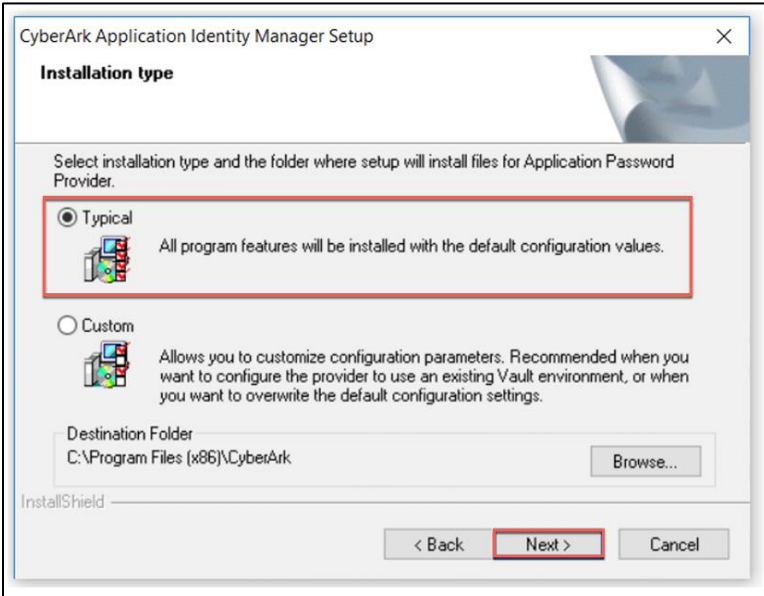 CyberArk Application Identity Manager Setup
Installation type
Select installation type and the folder where setup will install files for Application Password
Provider.
Typical
All program features will be installed with the default configuration values.
Custom
Allows you to customize configuration parameters. Recommended when you
want to configure the provider to use an existing Vault environment, or when
you want to overwrite the default configuration settings.
Destination Folder
C:\Program Files (x86)\CyberArk
Browse...
InstallShield
< Back
Next >
Cancel